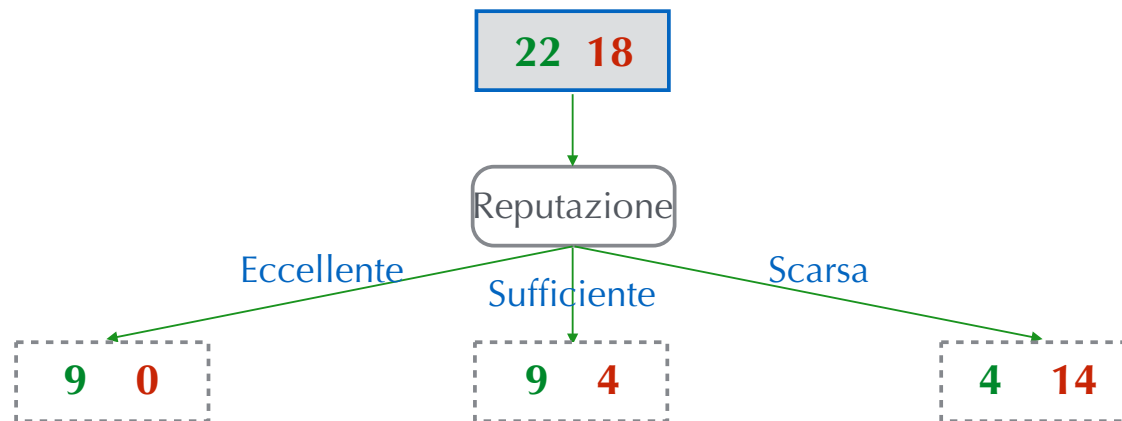 22 18
Reputazione
Eccellente
Sufficiente
Scarsa
9 0
9 4
4 14